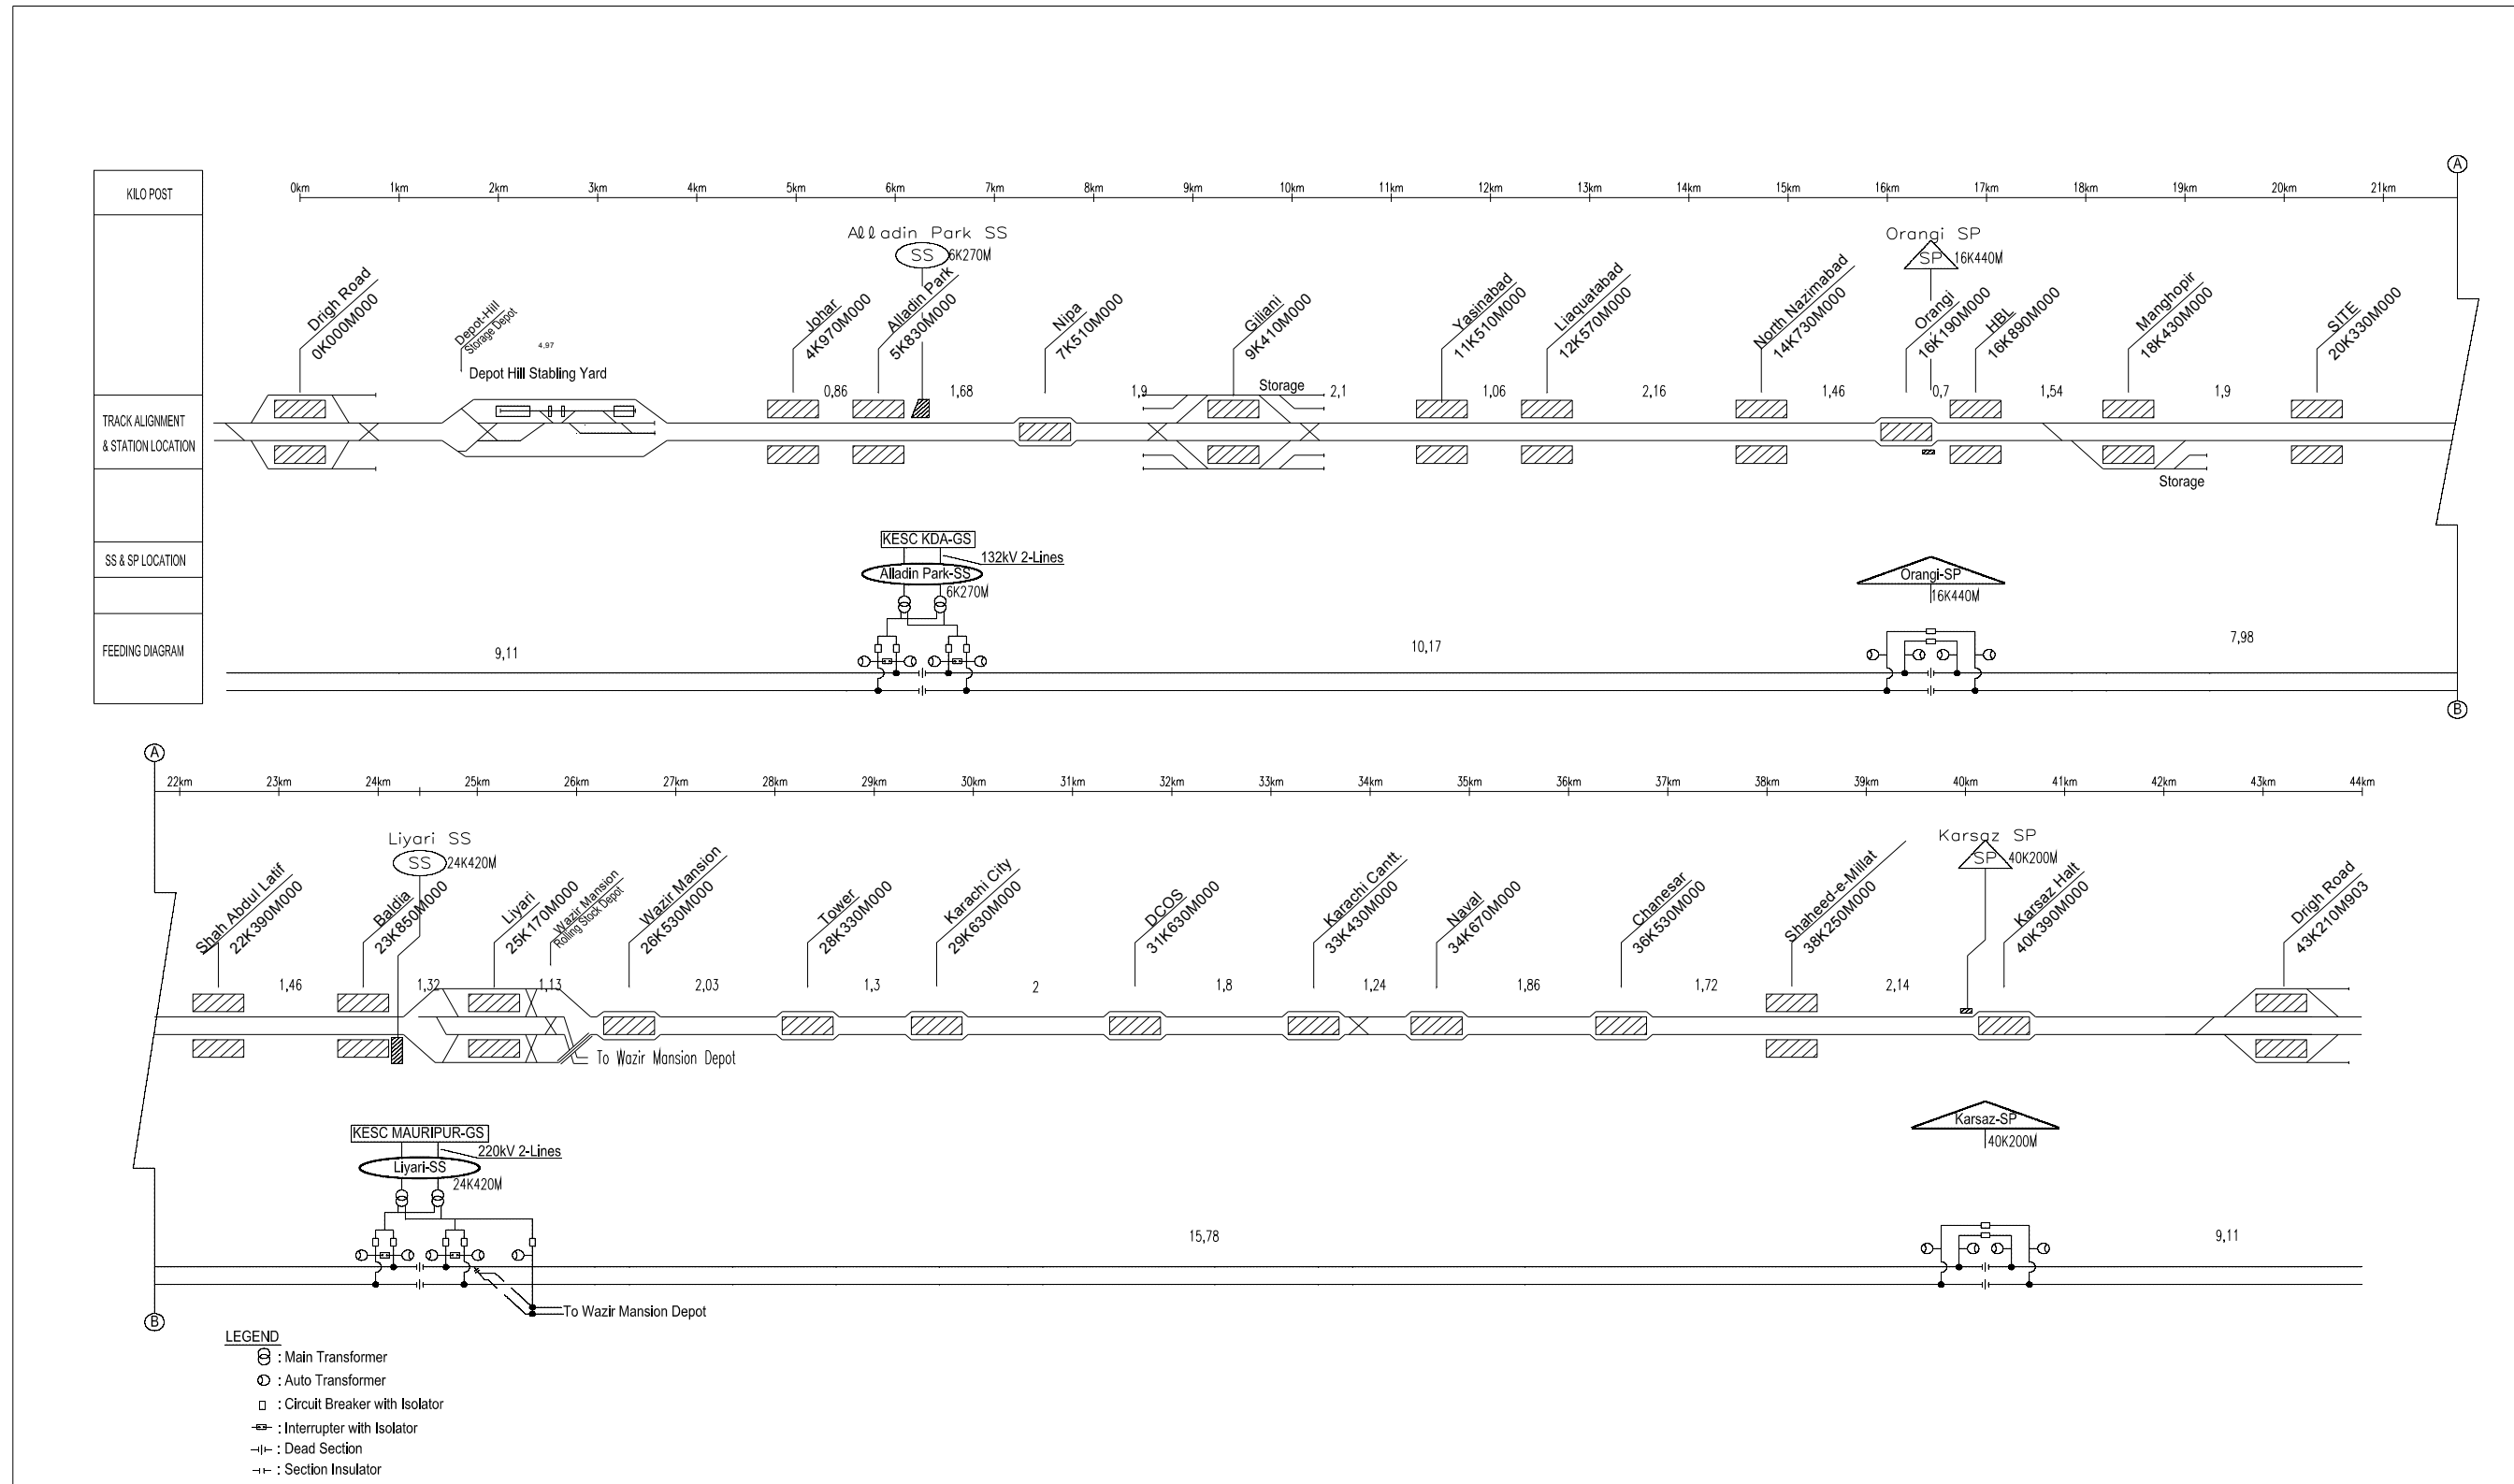 A
KILO POST
0km 1km 2km 3km 4km 5km 6km 7km 8km 9km 10km 11km 12km 13km 14km 15km 16km 17km 18km 19km 20km 21km
Alladin Park SS
SS 6K270M
Orangi SP
SP 16K440M
Drigh Road
0K000M000
Depot-Hill
Storage Depot
4,97
Depot Hill Stabling Yard
Johar
4K970M000
Alladin Park
5K830M000
Nipa
7K510M000
Giliani
9K410M000
Yasinabad
11K510M000
Liaquatabad
12K570M000
North Nazimabad
14K730M000
Orangi
16K190M000
HBL
16K890M000
Manghopir
18K430M000
SITE
20K330M000
0,86 1,68 1,9 Storage 2,1 1,06 2,16 1,46 0,7 1,54 1,9
TRACK ALIGNMENT
& STATION LOCATION
Storage
SS & SP LOCATION
KESC KDA-GS
132kV 2-Lines
Alladin Park-SS
6K270M
Orangi-SP
16K440M
FEEDING DIAGRAM
9,11 10,17 7,98
B
A
22km 23km 24km 25km 26km 27km 28km 29km 30km 31km 32km 33km 34km 35km 36km 37km 38km 39km 40km 41km 42km 43km 44km
Liyari SS
SS 24K420M
Karsaz SP
SP 40K200M
Shah Abdul Latif
22K390M000
Baldia
23K850M000
Liyari
25K170M000
Wazir Mansion
Rolling Stock Depot
Wazir Mansion
26K530M000
Tower
28K330M000
Karachi City
29K630M000
DCOS
31K630M000
Karachi Cantt.
33K430M000
Naval
34K670M000
Chanesar
36K530M000
Shaheed-e-Millat
38K250M000
Karsaz Halt
40K390M000
Drigh Road
43K210M903
1,46 1,32 1,13 2,03 1,3 2 1,8 1,24 1,86 1,72 2,14
To Wazir Mansion Depot
KESC MAURIPUR-GS
220kV 2-Lines
Liyari-SS
24K420M
Karsaz-SP
40K200M
15,78 9,11
To Wazir Mansion Depot
B
LEGEND
: Main Transformer
: Auto Transformer
: Circuit Breaker with Isolator
: Interrupter with Isolator
: Dead Section
: Section Insulator